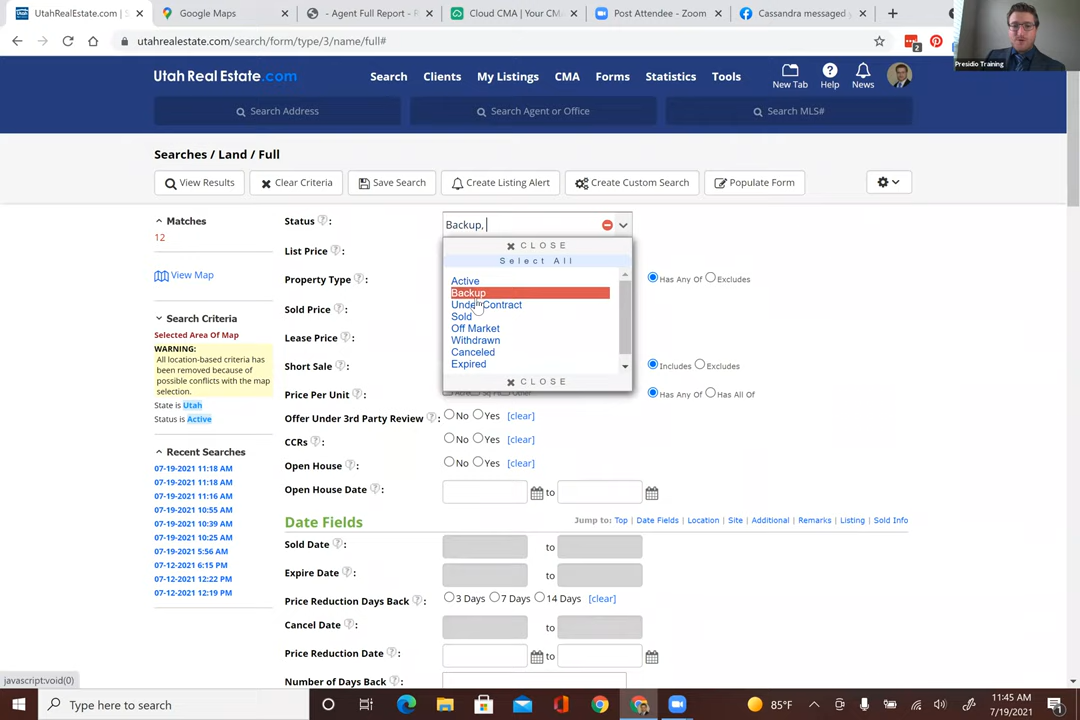 UtahRealEstate.com | S
Google Maps
- Agent Full Report - R
Cloud CMA | Your CM
Post Attendee - Zoom
Cassandra messaged y
utahrealestate.com/search/form/type/3/name/full#
2
Presidio Training
Utah Real Estate.com
Search
Clients
My Listings
CMA
Forms
Statistics
Tools
New Tab
Help
News
Search Address
Search Agent or Office
Search MLS#
Searches / Land / Full
View Results
Clear Criteria
Save Search
Create Listing Alert
Create Custom Search
Populate Form
Matches
12
View Map
Search Criteria
Selected Area Of Map
WARNING:
All location-based criteria has
been removed because of
possible conflicts with the map
selection.
State is Utah
Status is Active
Recent Searches
07-19-2021 11:18 AM
07-19-2021 11:18 AM
07-19-2021 11:16 AM
07-19-2021 10:55 AM
07-19-2021 10:39 AM
07-19-2021 10:25 AM
07-19-2021 5:56 AM
07-12-2021 6:15 PM
07-12-2021 12:22 PM
07-12-2021 12:19 PM
Status ? :
Backup,
List Price ? :
CLOSE
Select All
Active
Backup
Under Contract
Sold
Off Market
Withdrawn
Canceled
Expired
CLOSE
Property Type ? :
Has Any Of Excludes
Sold Price ? :
Lease Price ? :
Short Sale ? :
Includes Excludes
Price Per Unit ? :
Has Any Of Has All Of
Offer Under 3rd Party Review ? :
No Yes [clear]
CCRs ? :
No Yes [clear]
Open House ? :
No Yes [clear]
Open House Date ? :
to
Date Fields
Jump to: Top | Date Fields | Location | Site | Additional | Remarks | Listing | Sold Info
Sold Date ? :
to
Expire Date ? :
to
Price Reduction Days Back ? :
3 Days 7 Days 14 Days [clear]
Cancel Date ? :
to
Price Reduction Date ? :
to
Number of Days Back ? :
javascript:void(0)
Type here to search
85°F
11:45 AM
7/19/2021
1